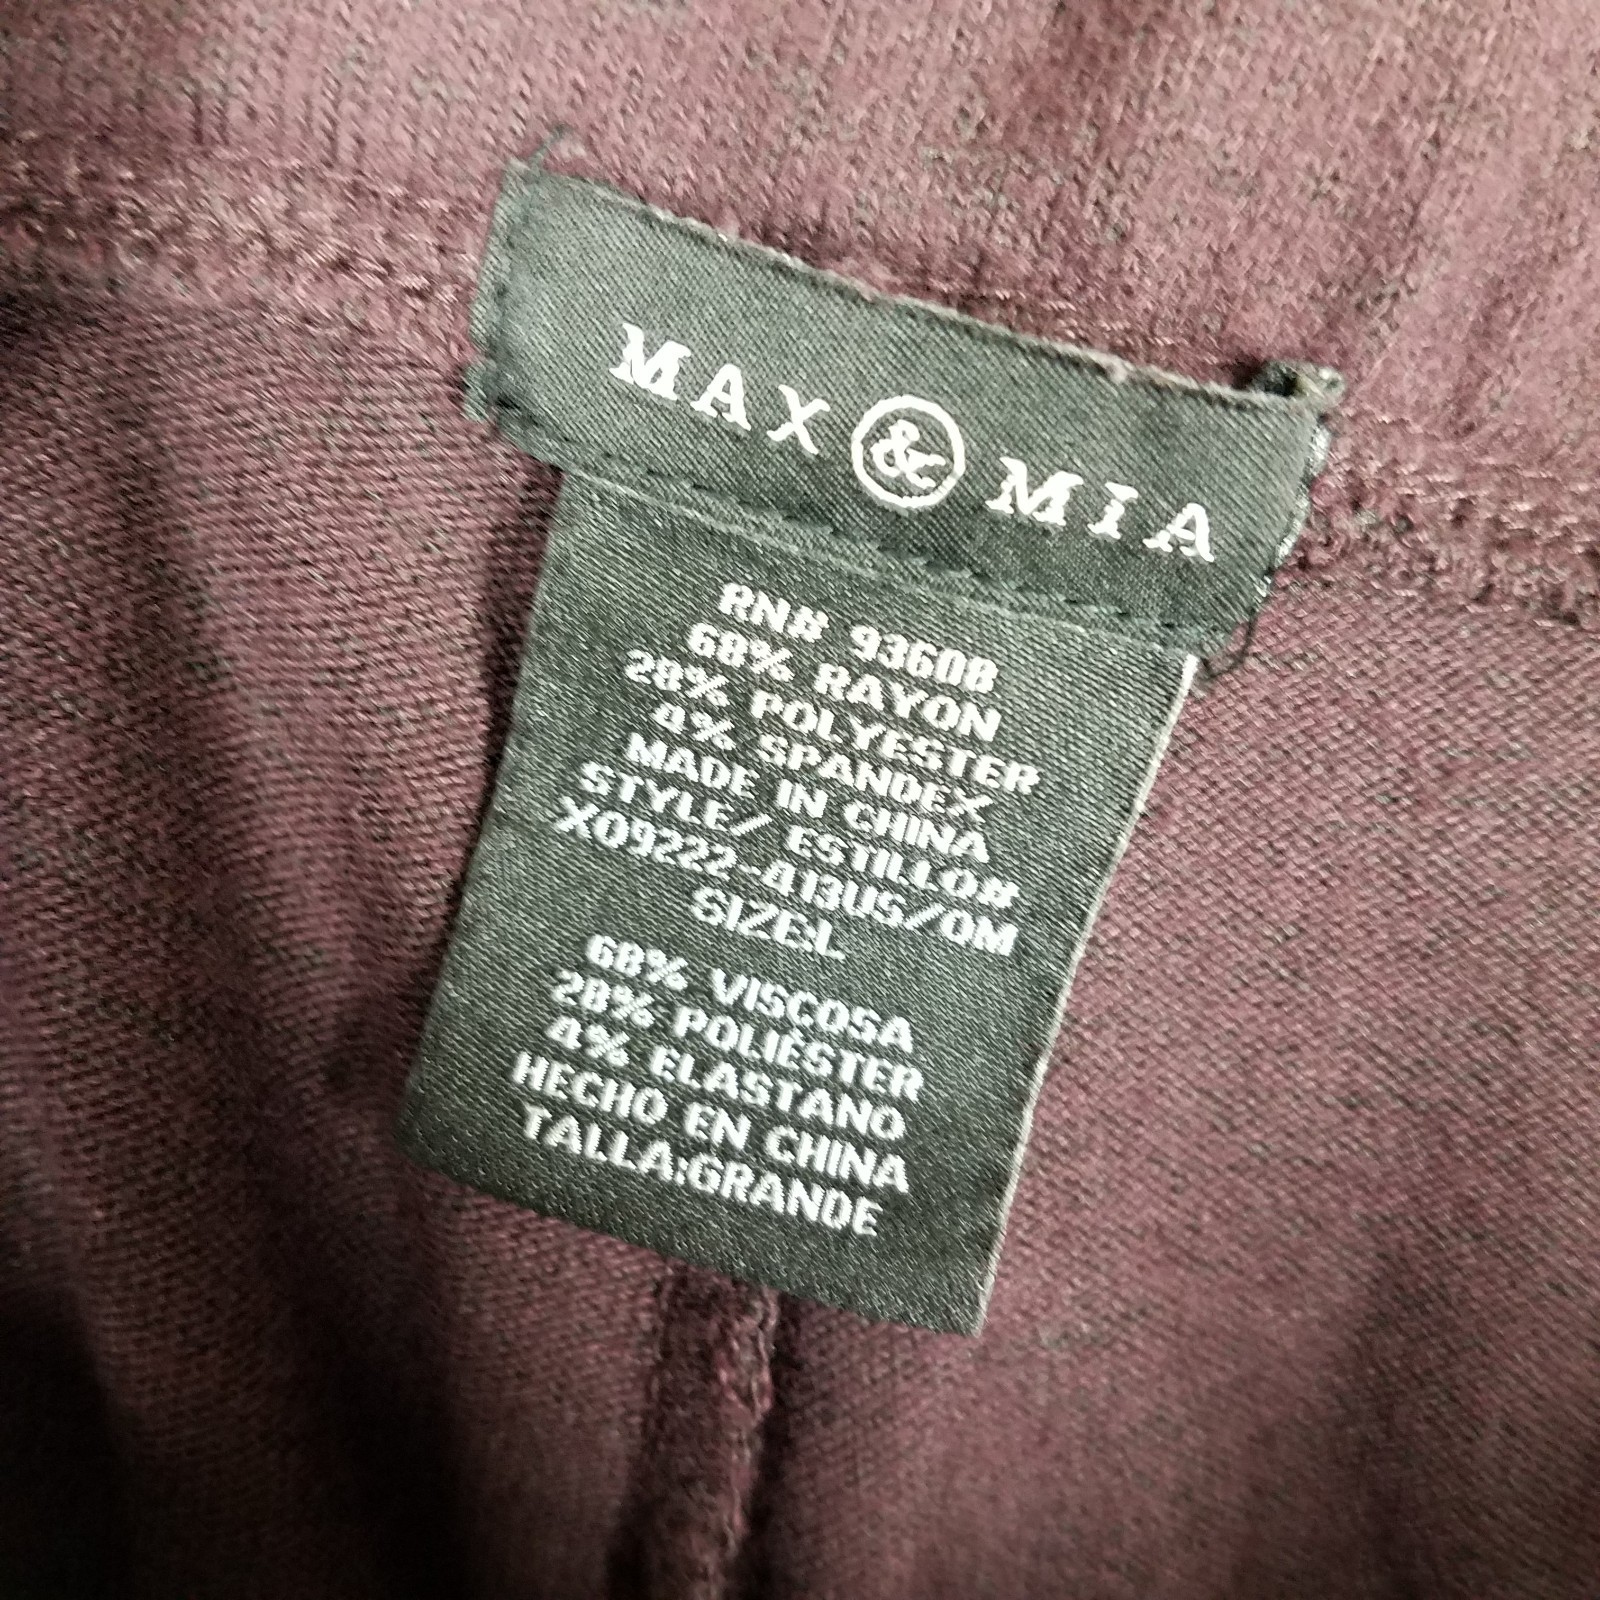 MAX & MIA
RN# 93608
68% RAYON
28% POLYESTER
4% SPANDEX
MADE IN CHINA
STYLE/ ESTILLO#
X09222-413US/OM
SIZE:L
68% VISCOSA
28% POLIÉSTER
4% ELASTANO
HECHO EN CHINA
TALLA:GRANDE